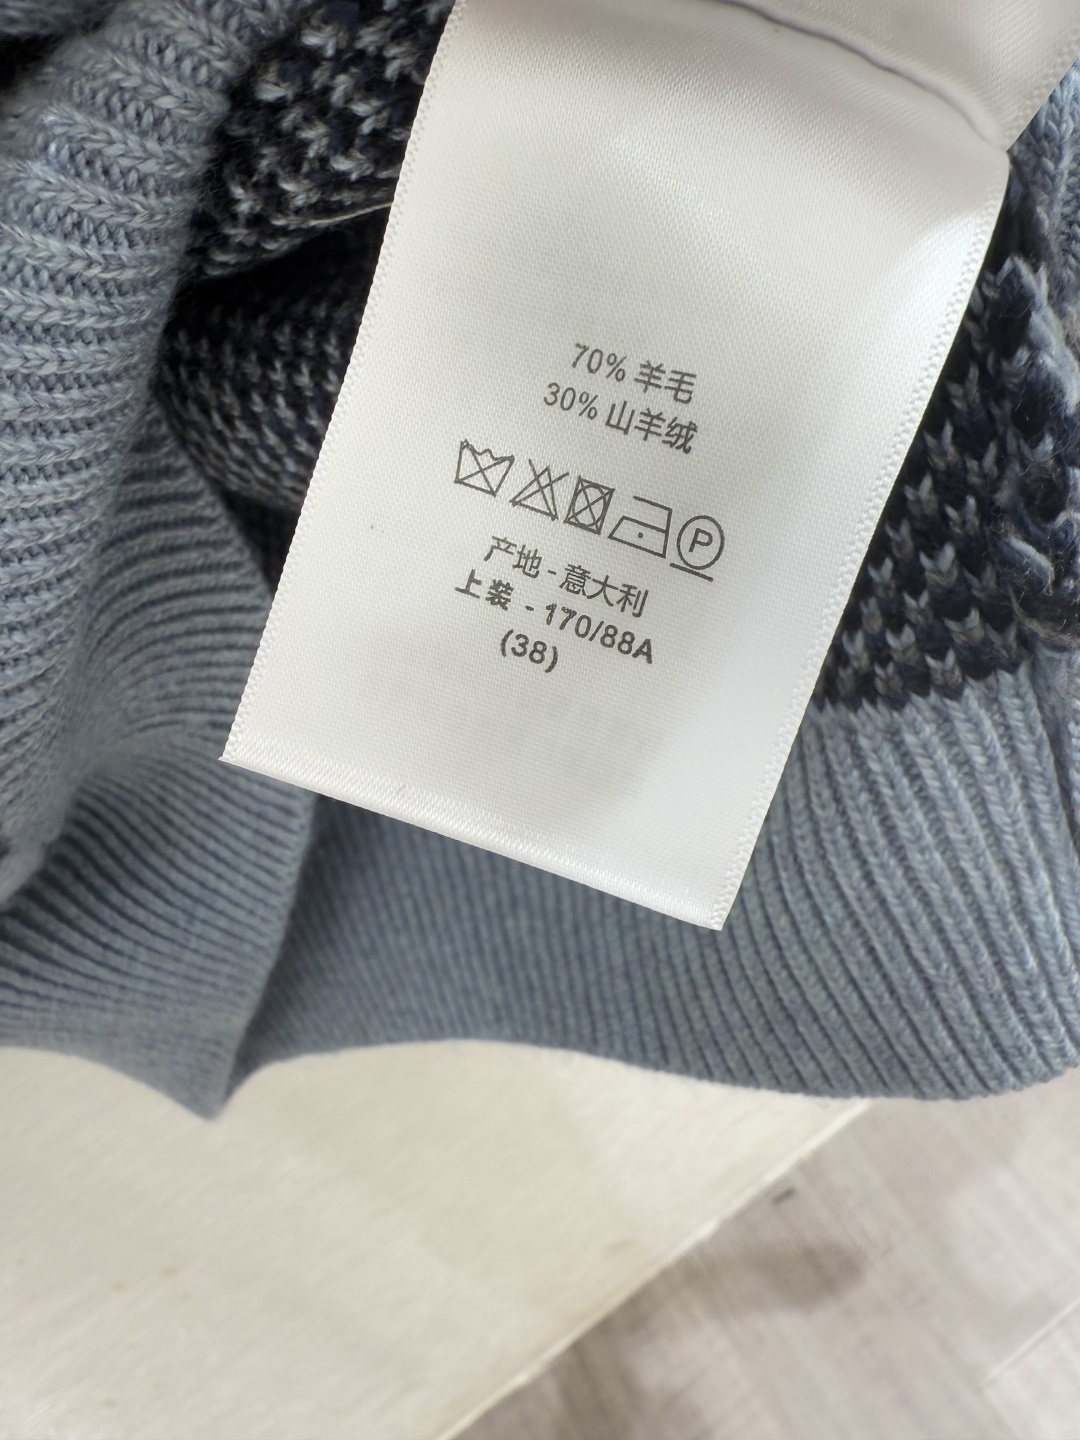 70% 羊毛
30% 山羊绒
P
产地 - 意大利
上装 - 170/88A
(38)